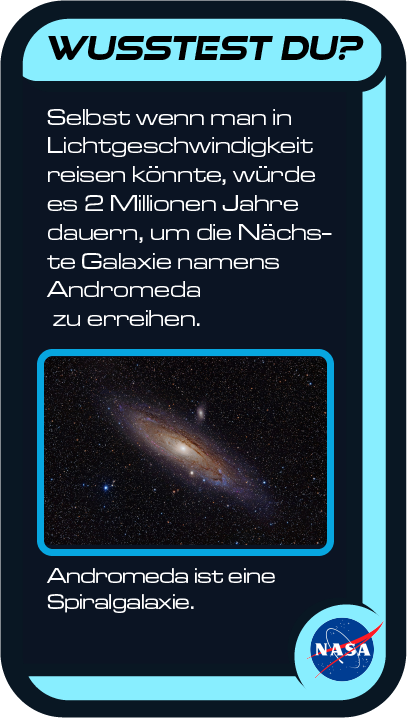 WUSSTEST DU?
Selbst wenn man in
Lichtgeschwindigkeit
reisen könnte, würde
es 2 Millionen Jahre
dauern, um die Nächs-
te Galaxie namens
Andromeda
zu erreihen.
Andromeda ist eine
Spiralgalaxie.
NASA